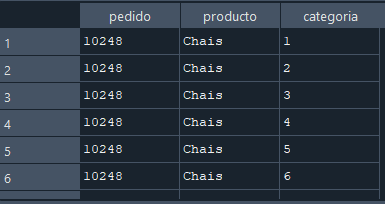 pedido producto categoria
1 10248 Chais 1
2 10248 Chais 2
3 10248 Chais 3
4 10248 Chais 4
5 10248 Chais 5
6 10248 Chais 6